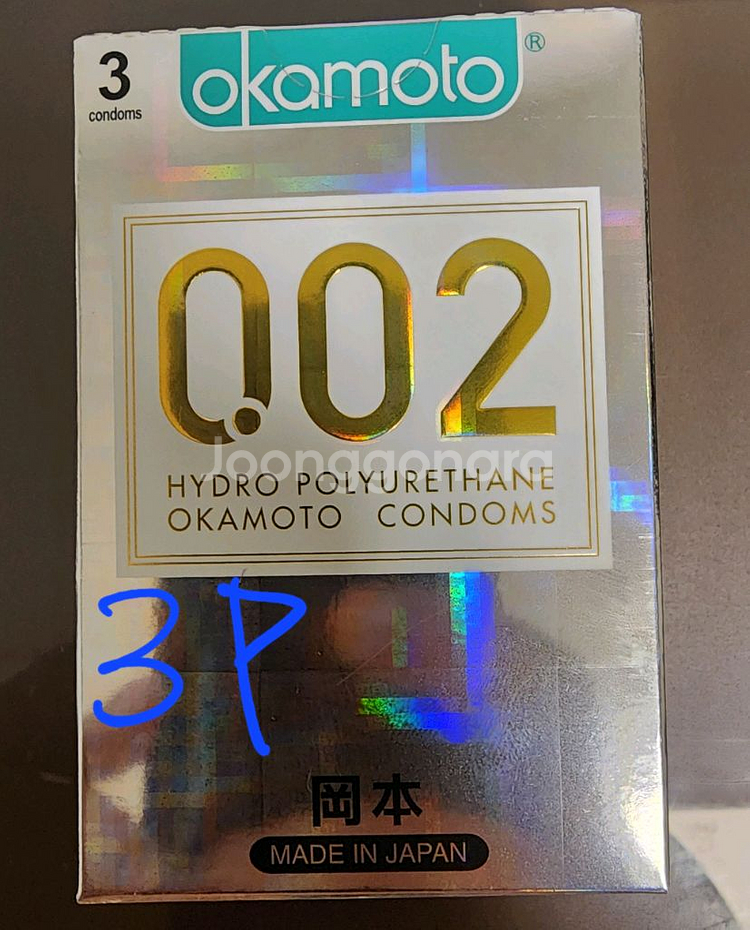 3
condoms
okamoto®
0.02
Joonggonara
HYDRO POLYURETHANE
OKAMOTO CONDOMS
3P
岡本
MADE IN JAPAN